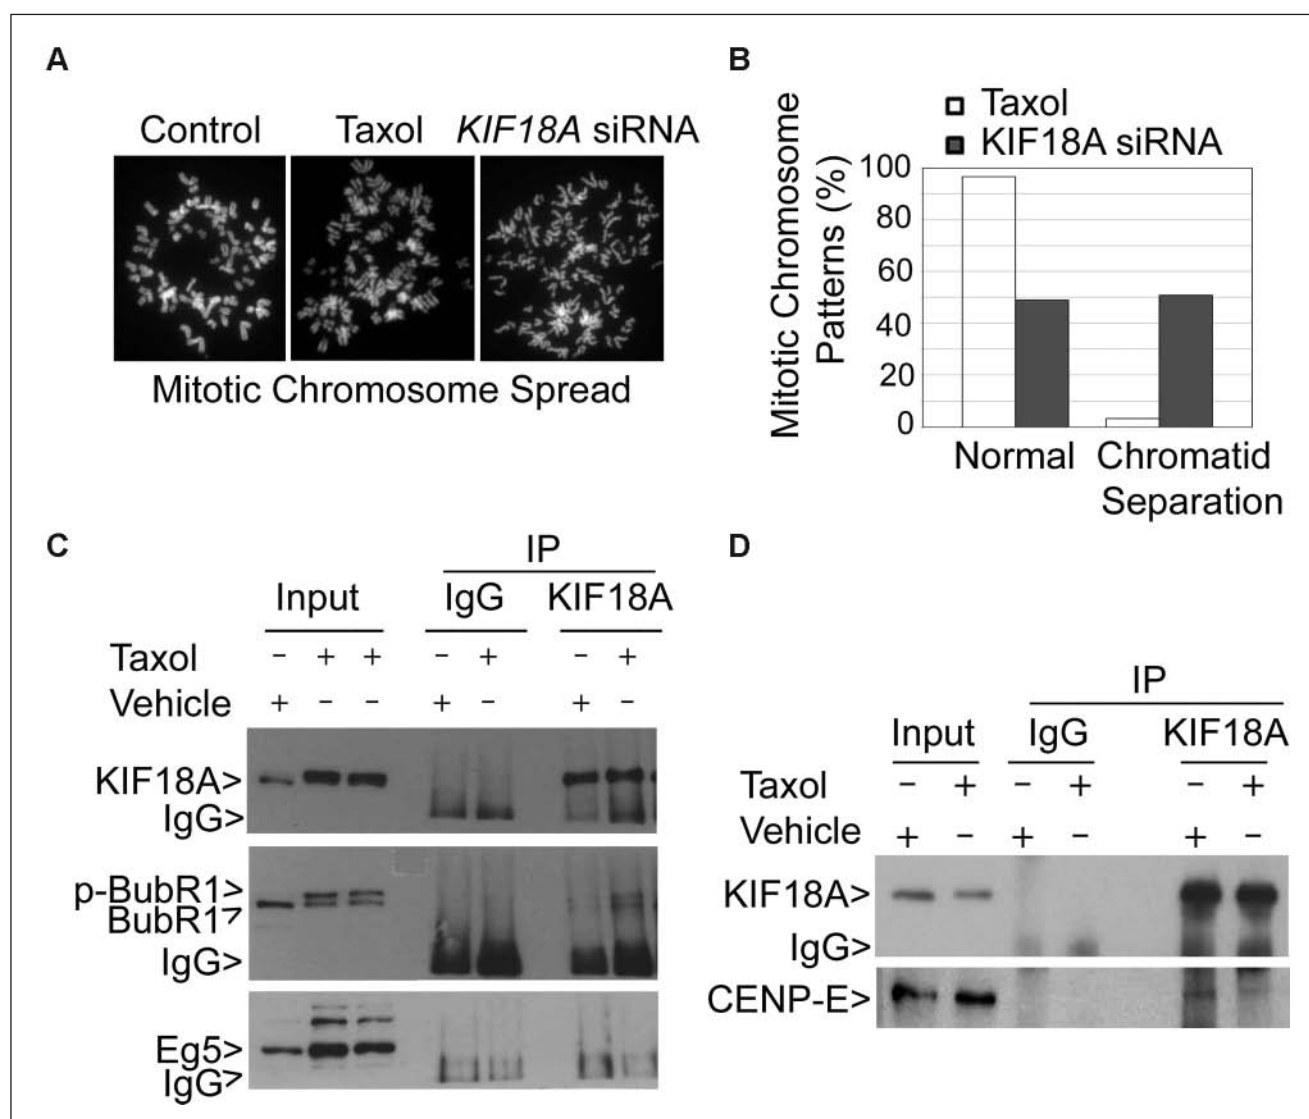 A
Control Taxol KIF18A siRNA
Mitotic Chromosome Spread
B
Taxol
KIF18A siRNA
Mitotic Chromosome
Patterns (%)
100
80
60
40
20
0
Normal Chromatid
Separation
C
IP
Input IgG KIF18A
Taxol - + + - + - +
Vehicle + - - + - + -
KIF18A>
IgG>
p-BubR1>
BubR1>
IgG>
Eg5>
IgG>
D
IP
Input IgG KIF18A
Taxol - + - + - +
Vehicle + - + - + -
KIF18A>
IgG>
CENP-E>